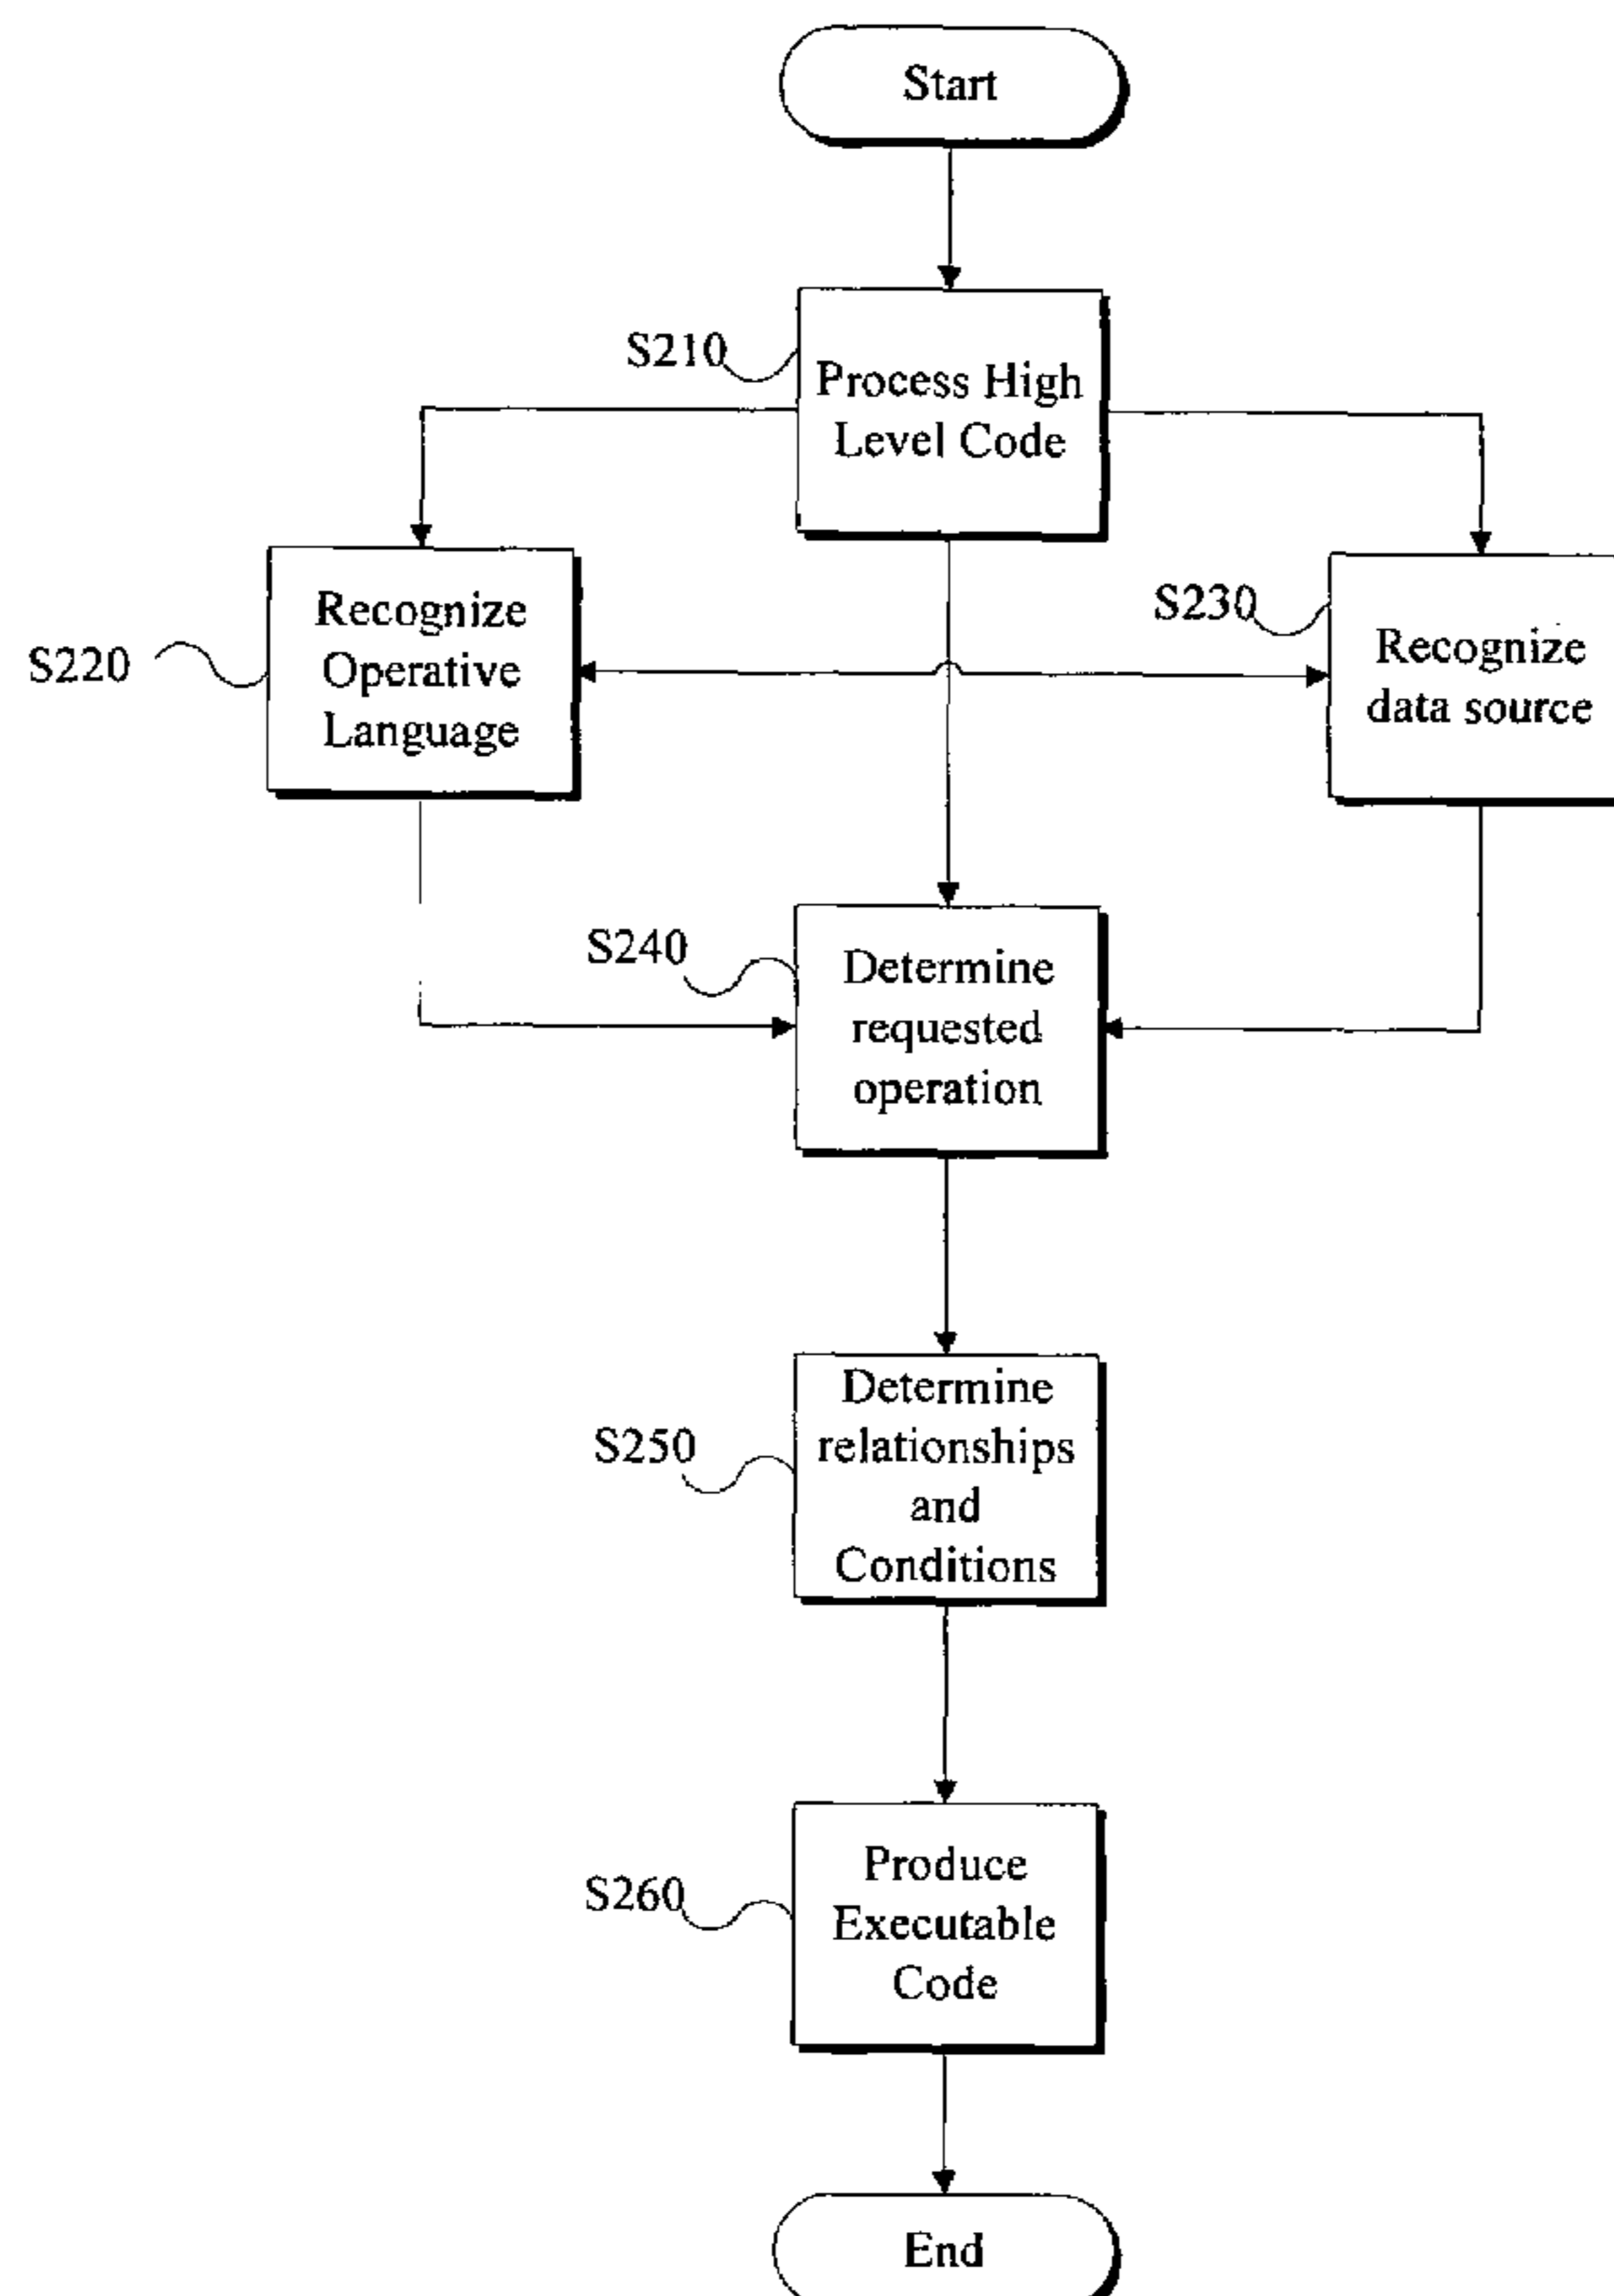 Start
S210
Process High
Level Code
S220
Recognize
Operative
Language
S230
Recognize
data source
S240
Determine
requested
operation
S250
Determine
relationships
and
Conditions
S260
Produce
Executable
Code
End